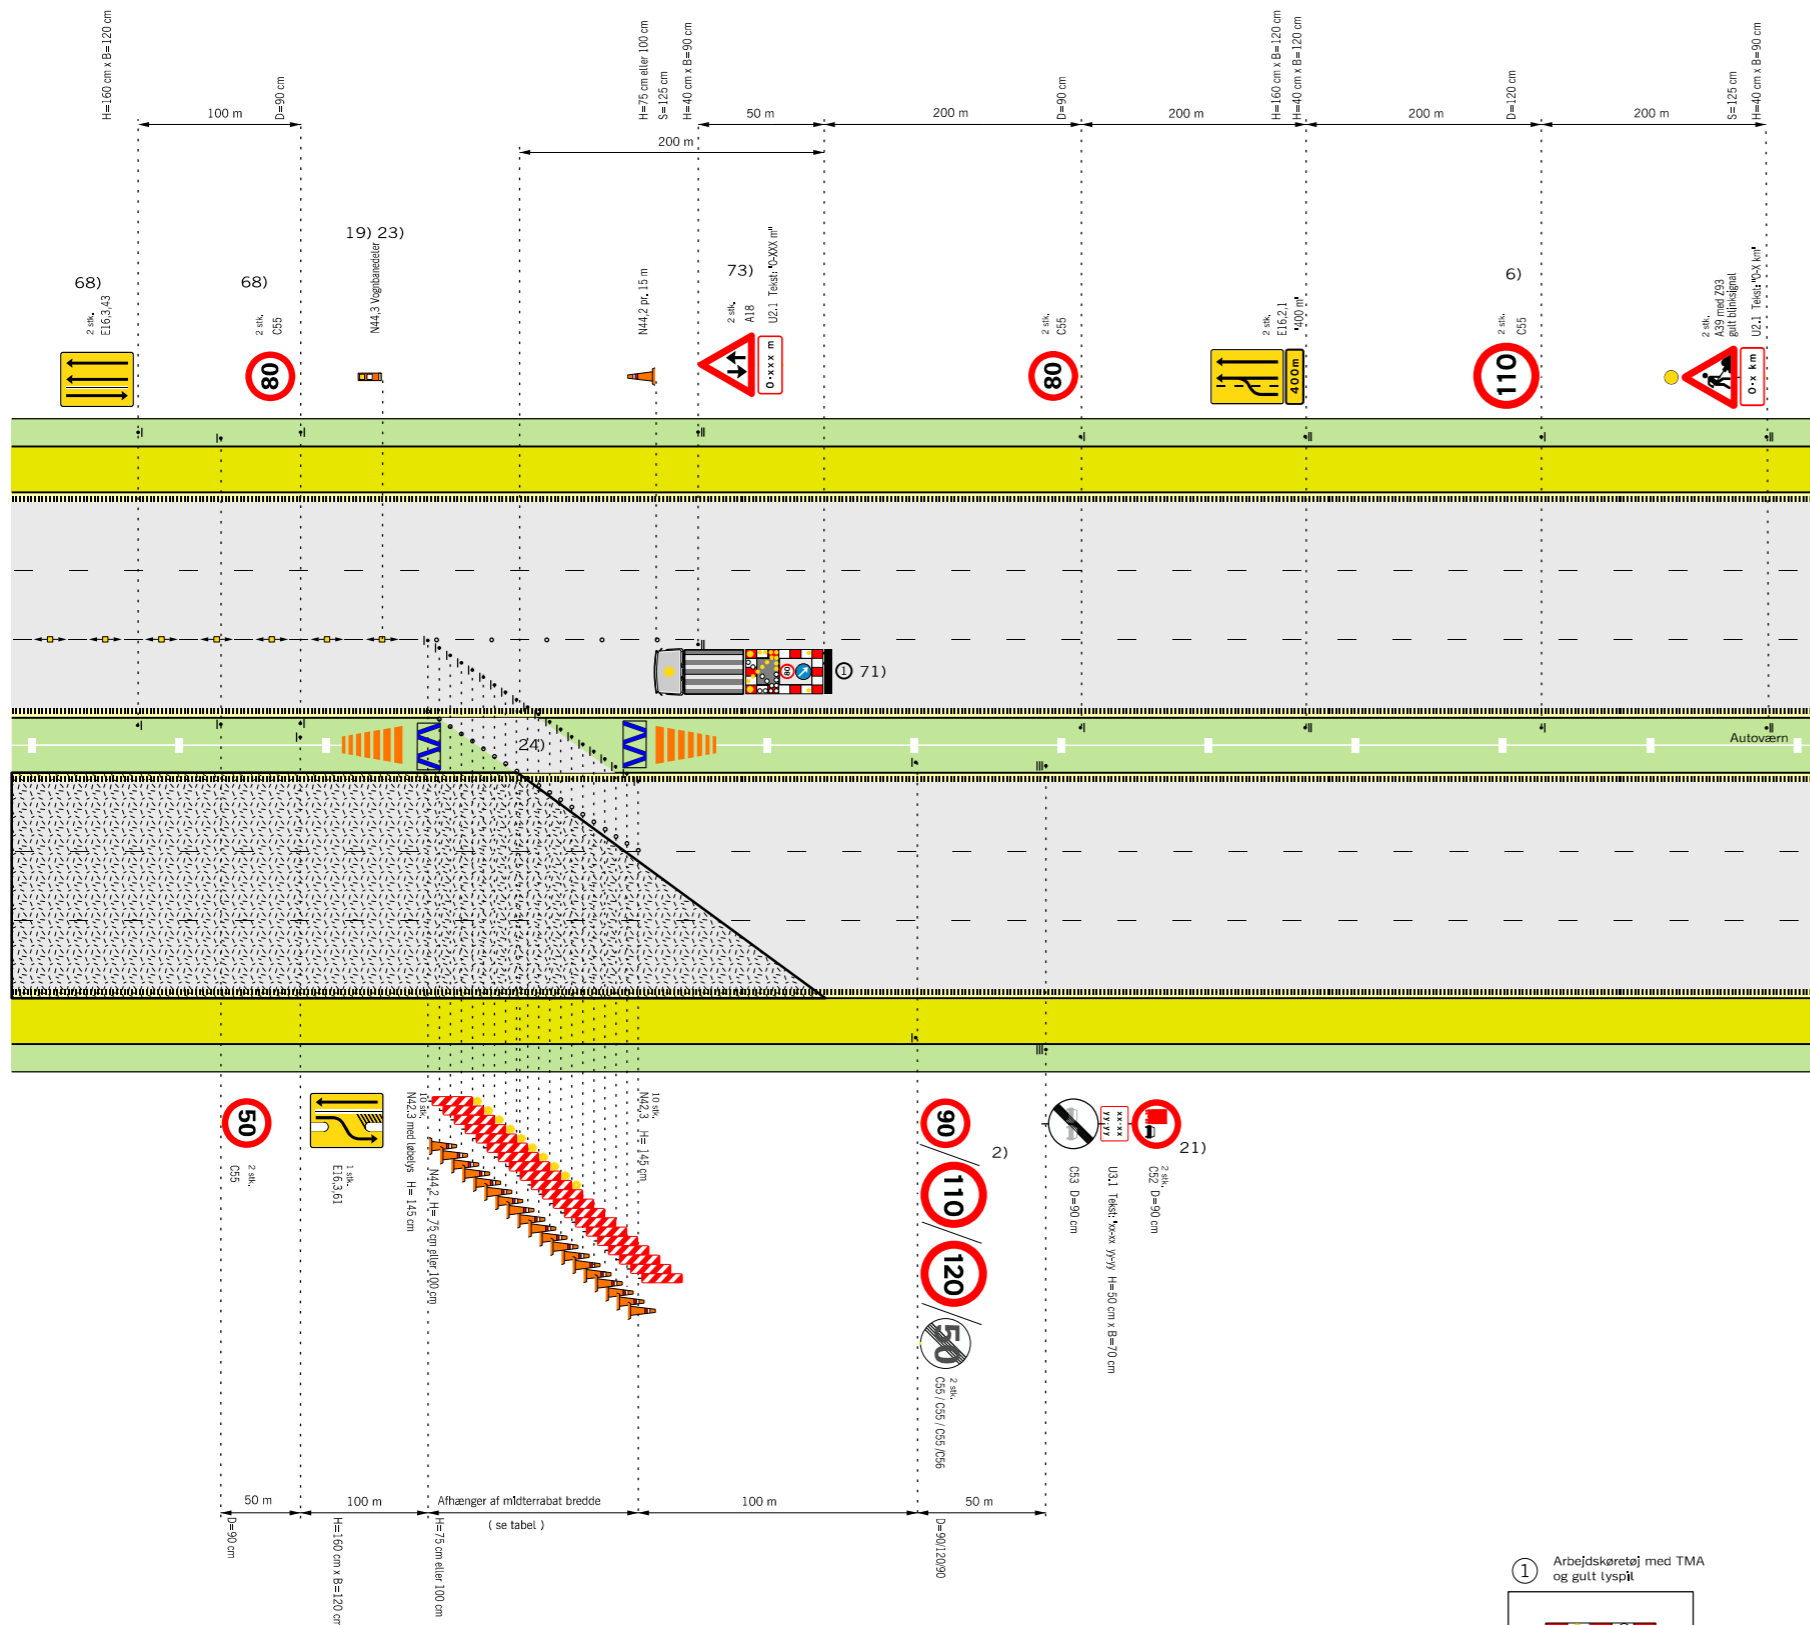 H=160 cm x B=120 cm
100 m
D=90 cm
H=75 cm eller 100 cm
S=125 cm
H=40 cm x B=90 cm
50 m
200 m
200 m
D=90 cm
200 m
H=160 cm x B=120 cm
H=40 cm x B=120 cm
200 m
D=120 cm
200 m
S=125 cm
H=40 cm x B=90 cm
68)
2 stk.
E16,3,43
68)
2 stk.
C55
80
19) 23)
N44,3 Vognbanedeler
N44,2 pr. 15 m
73)
2 stk.
A18
U2.1 Tekst: "0-XXX m"
0-xxx m
2 stk.
C55
80
2 stk.
E16,2,1
"400 m"
400m
6)
2 stk.
C55
110
2 stk.
A39 med Z93
gult blinksignal
U2.1 Tekst: "0-X km"
0-x km
80
1 71)
24)
Autoværn
50
2 stk.
C55
1 stk.
E16.3,61
10 stk.
N42.3 med løbelys H= 145 cm
N44,2 H= 75 cm eller 100 cm
10 stk.
N42,3 H= 145 cm
90
2)
110
120
50
2 stk.
C55 / C55 / C55 /C56
C53 D=90 cm
xx-xx
yy-yy
U3.1 Tekst: "xx-xx yy-yy H=50 cm x B=70 cm
21)
2 stk.
C52 D=90 cm
50 m
100 m
Afhænger af midterrabat bredde
( se tabel )
100 m
50 m
D=90 cm
H=160 cm x B=120 cm
H=75 cm eller 100 cm
D=90/120/90
1 Arbejdskøretøj med TMA
og gult lyspil